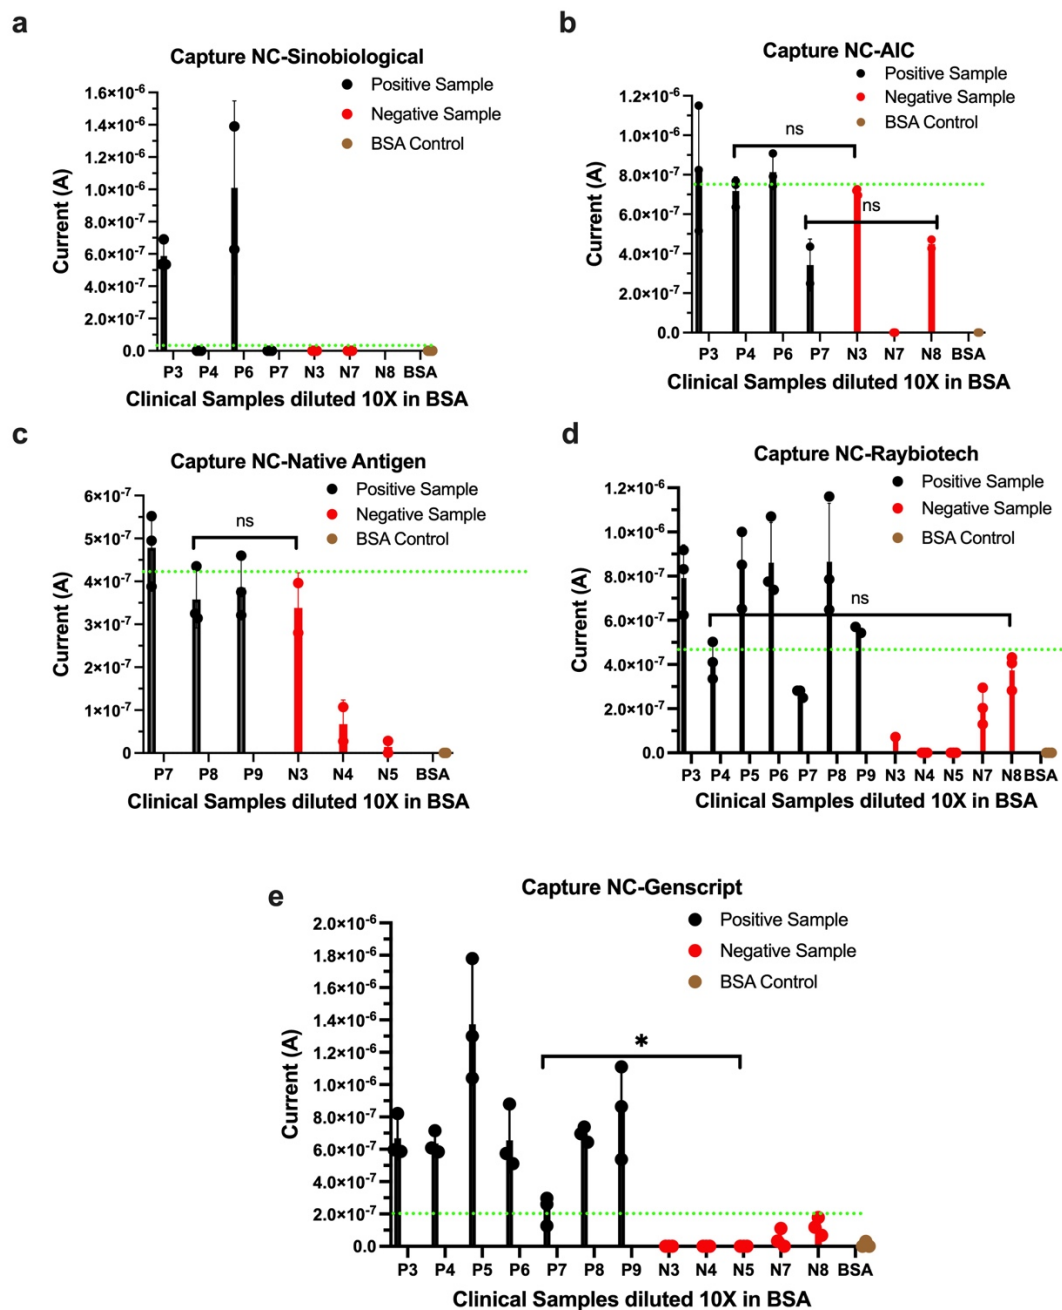 a
Capture NC-Sinobiological
Positive Sample
Negative Sample
BSA Control
1.6×10⁻⁶
1.4×10⁻⁶
1.2×10⁻⁶
1.0×10⁻⁶
8.0×10⁻⁷
6.0×10⁻⁷
4.0×10⁻⁷
2.0×10⁻⁷
0.0
Current (A)
P3 P4 P6 P7 N3 N7 N8 BSA
Clinical Samples diluted 10X in BSA
b
Capture NC-AIC
Positive Sample
Negative Sample
BSA Control
1.2×10⁻⁶
1.0×10⁻⁶
8.0×10⁻⁷
6.0×10⁻⁷
4.0×10⁻⁷
2.0×10⁻⁷
0.0
Current (A)
ns
ns
P3 P4 P6 P7 N3 N7 N8 BSA
Clinical Samples diluted 10X in BSA
c
Capture NC-Native Antigen
Positive Sample
Negative Sample
BSA Control
6×10⁻⁷
5×10⁻⁷
4×10⁻⁷
3×10⁻⁷
2×10⁻⁷
1×10⁻⁷
0
Current (A)
ns
P7 P8 P9 N3 N4 N5 BSA
Clinical Samples diluted 10X in BSA
d
Capture NC-Raybiotech
Positive Sample
Negative Sample
BSA Control
1.2×10⁻⁶
1.0×10⁻⁶
8.0×10⁻⁷
6.0×10⁻⁷
4.0×10⁻⁷
2.0×10⁻⁷
0.0
Current (A)
ns
P3 P4 P5 P6 P7 P8 P9 N3 N4 N5 N7 N8 BSA
Clinical Samples diluted 10X in BSA
e
Capture NC-Genscript
Positive Sample
Negative Sample
BSA Control
2.0×10⁻⁶
1.8×10⁻⁶
1.6×10⁻⁶
1.4×10⁻⁶
1.2×10⁻⁶
1.0×10⁻⁶
8.0×10⁻⁷
6.0×10⁻⁷
4.0×10⁻⁷
2.0×10⁻⁷
0.0
Current (A)
*
P3 P4 P5 P6 P7 P8 P9 N3 N4 N5 N7 N8 BSA
Clinical Samples diluted 10X in BSA